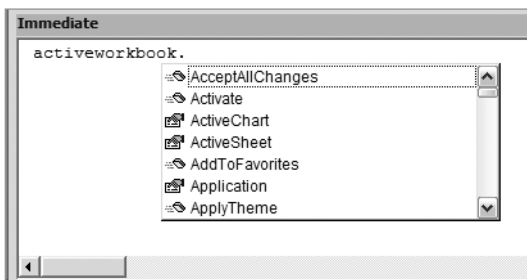 Immediate
activeworkbook.
AcceptAllChanges
Activate
ActiveChart
ActiveSheet
AddToFavorites
Application
ApplyTheme